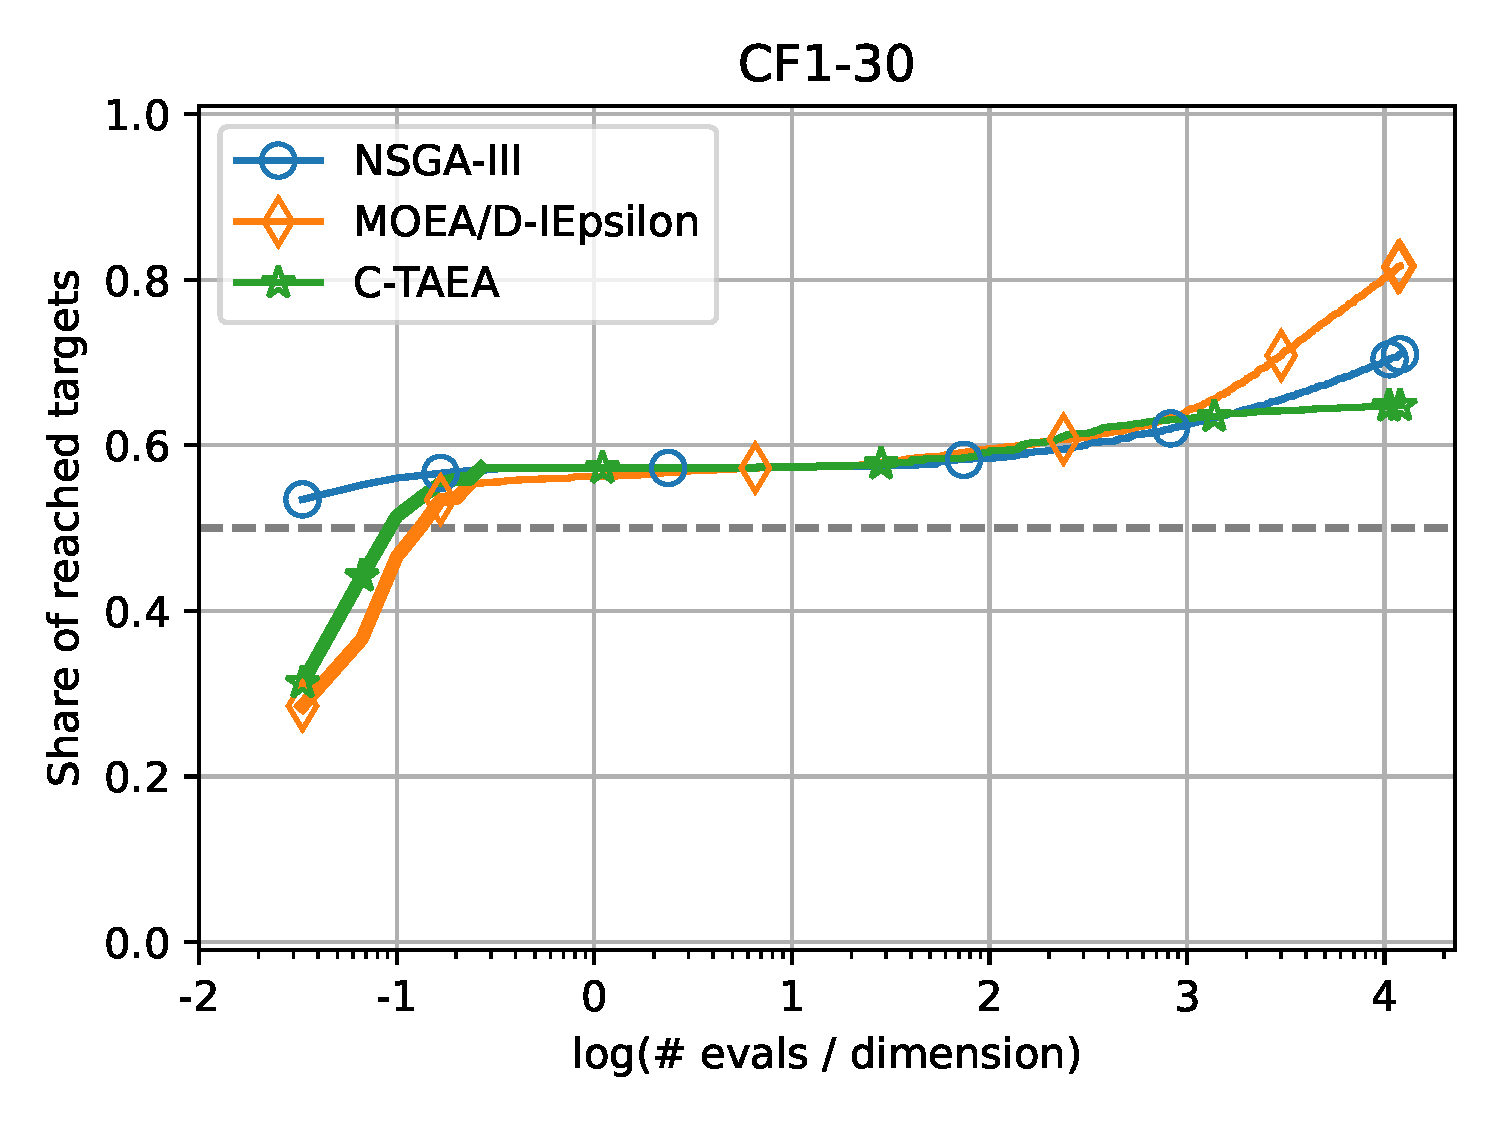 CF1-30
1.0
0.8
0.6
0.4
0.2
0.0
Share of reached targets
NSGA-III
MOEA/D-IEpsilon
C-TAEA
-2 -1 0 1 2 3 4
log(# evals / dimension)